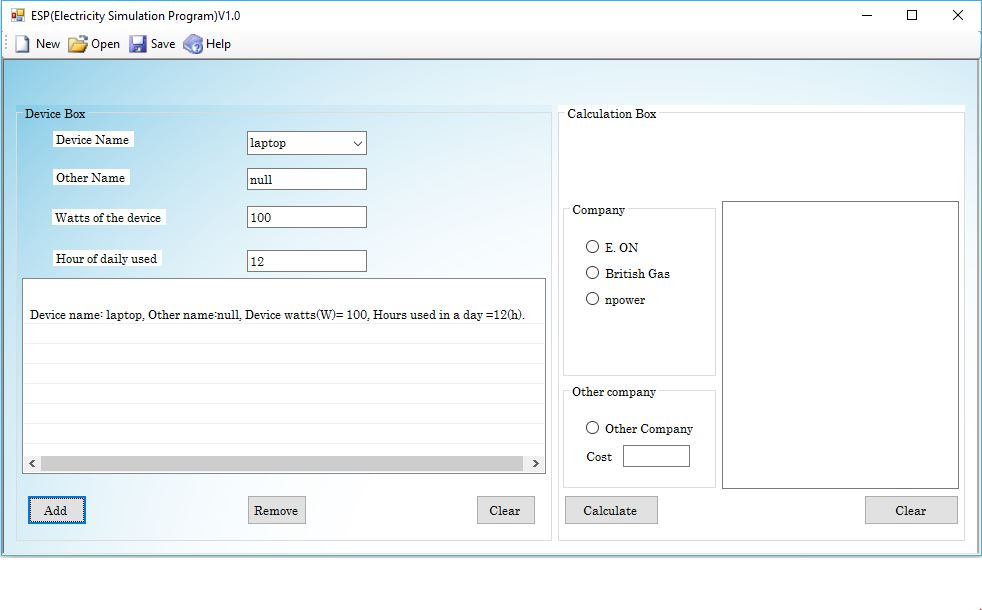 ESP(Electricity Simulation Program)V1.0
New Open Save Help
Device Box
Device Name laptop
Other Name null
Watts of the device 100
Hour of daily used 12
Device name: laptop, Other name:null, Device watts(W)= 100, Hours used in a day =12(h).
Add Remove Clear
Calculation Box
Company
E. ON
British Gas
npower
Other company
Other Company
Cost
Calculate Clear